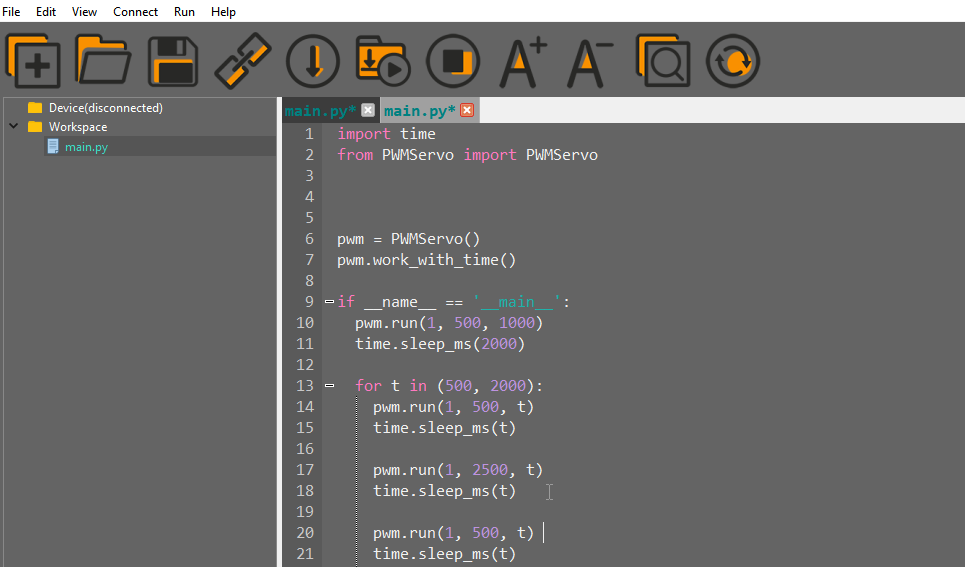 File Edit View Connect Run Help
Device(disconnected)
Workspace
main.py
main.py* main.py*
1 import time
2 from PWMServo import PWMServo
3
4
5
6 pwm = PWMServo()
7 pwm.work_with_time()
8
9 if __name__ == '__main__':
10 pwm.run(1, 500, 1000)
11 time.sleep_ms(2000)
12
13 for t in (500, 2000):
14 pwm.run(1, 500, t)
15 time.sleep_ms(t)
16
17 pwm.run(1, 2500, t)
18 time.sleep_ms(t)
19
20 pwm.run(1, 500, t)
21 time.sleep_ms(t)